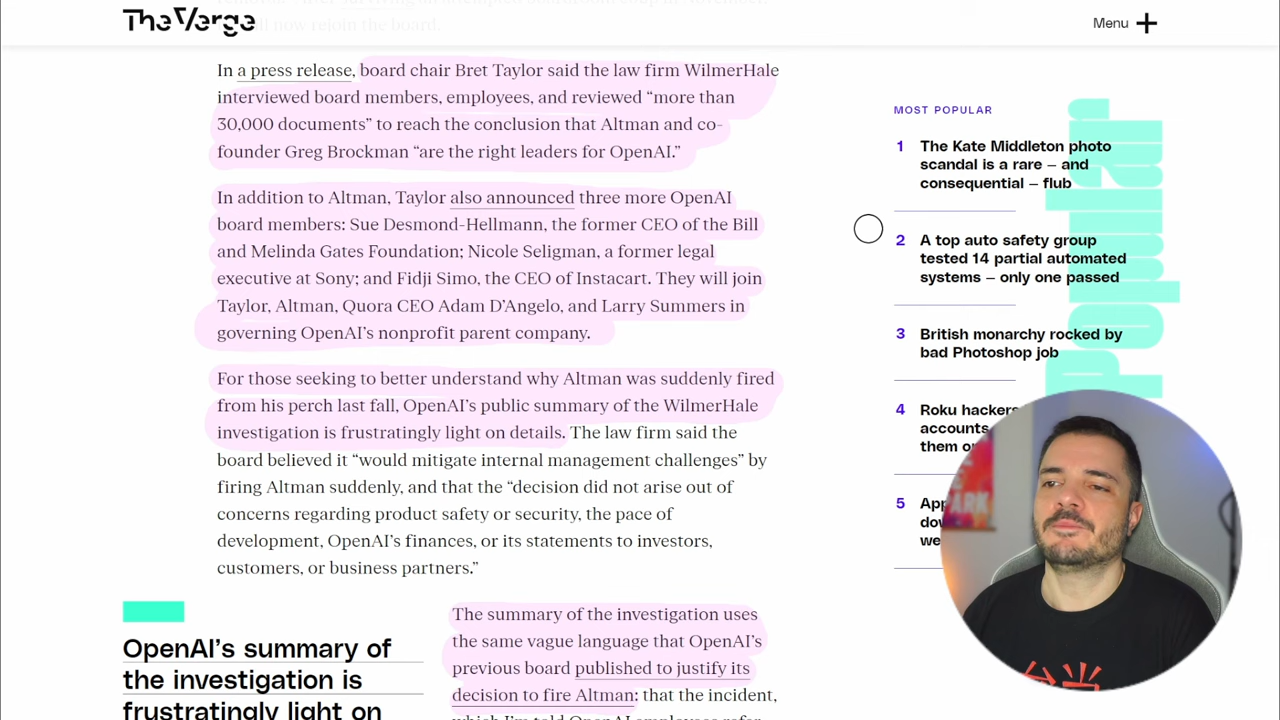 The Verge
Menu
now rejoin the board.
In a press release, board chair Bret Taylor said the law firm WilmerHale
interviewed board members, employees, and reviewed “more than
30,000 documents” to reach the conclusion that Altman and co-
founder Greg Brockman “are the right leaders for OpenAI.”
In addition to Altman, Taylor also announced three more OpenAI
board members: Sue Desmond-Hellmann, the former CEO of the Bill
and Melinda Gates Foundation; Nicole Seligman, a former legal
executive at Sony; and Fidji Simo, the CEO of Instacart. They will join
Taylor, Altman, Quora CEO Adam D’Angelo, and Larry Summers in
governing OpenAI’s nonprofit parent company.
For those seeking to better understand why Altman was suddenly fired
from his perch last fall, OpenAI’s public summary of the WilmerHale
investigation is frustratingly light on details. The law firm said the
board believed it “would mitigate internal management challenges” by
firing Altman suddenly, and that the “decision did not arise out of
concerns regarding product safety or security, the pace of
development, OpenAI’s finances, or its statements to investors,
customers, or business partners.”
OpenAI’s summary of
the investigation is
frustratingly light on
The summary of the investigation uses
the same vague language that OpenAI’s
previous board published to justify its
decision to fire Altman: that the incident,
which I’m told OpenAI employees refer
MOST POPULAR
Popular
1 The Kate Middleton photo
scandal is a rare — and
consequential — flub
2 A top auto safety group
tested 14 partial automated
systems — only one passed
3 British monarchy rocked by
bad Photoshop job
4 Roku hackers
accounts
them
5